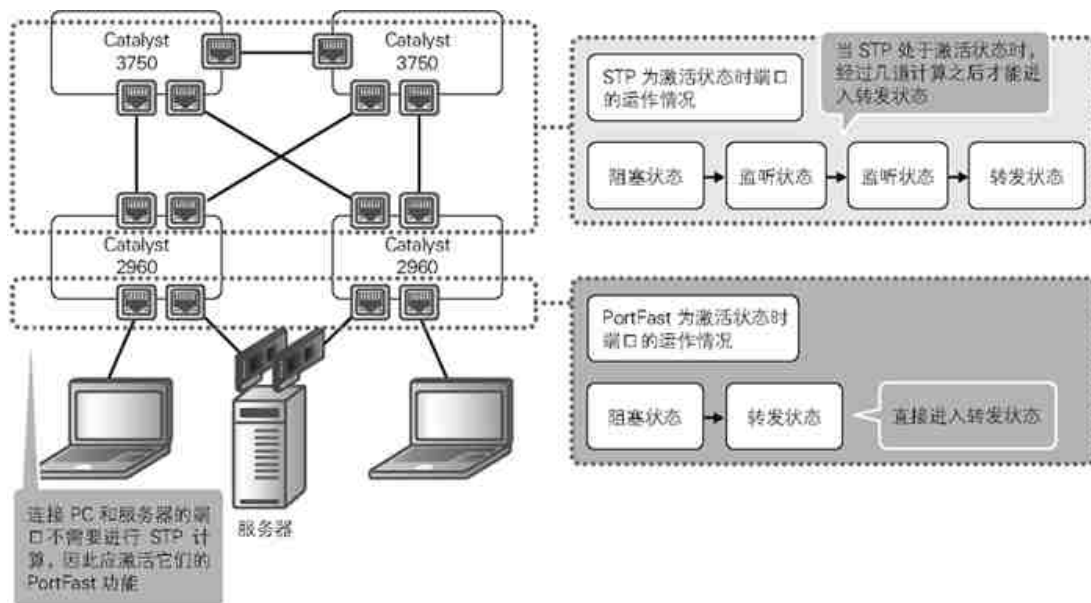 Catalyst
3750
Catalyst
3750
Catalyst
2960
Catalyst
2960
服务器
连接 PC 和服务器的端
口不需要进行 STP 计
算，因此应激活它们的
PortFast 功能
STP 为激活状态时端口
的运作情况
当 STP 处于激活状态时，
经过几道计算之后才能进
入转发状态
阻塞状态
监听状态
监听状态
转发状态
PortFast 为激活状态时
端口的运作情况
阻塞状态
转发状态
直接进入转发状态